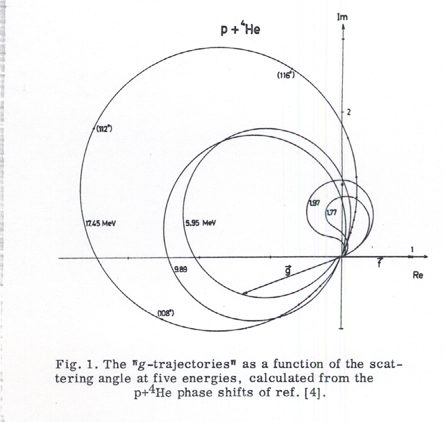 p + ⁴He
Im
(116°)
2
(112°)
1.97
1.77
17.45 MeV
5.95 MeV
9.89
g⃗
f⃗
1
Re
(108°)
Fig. 1. The "g-trajectories" as a function of the scat-
tering angle at five energies, calculated from the
p+⁴He phase shifts of ref. [4].